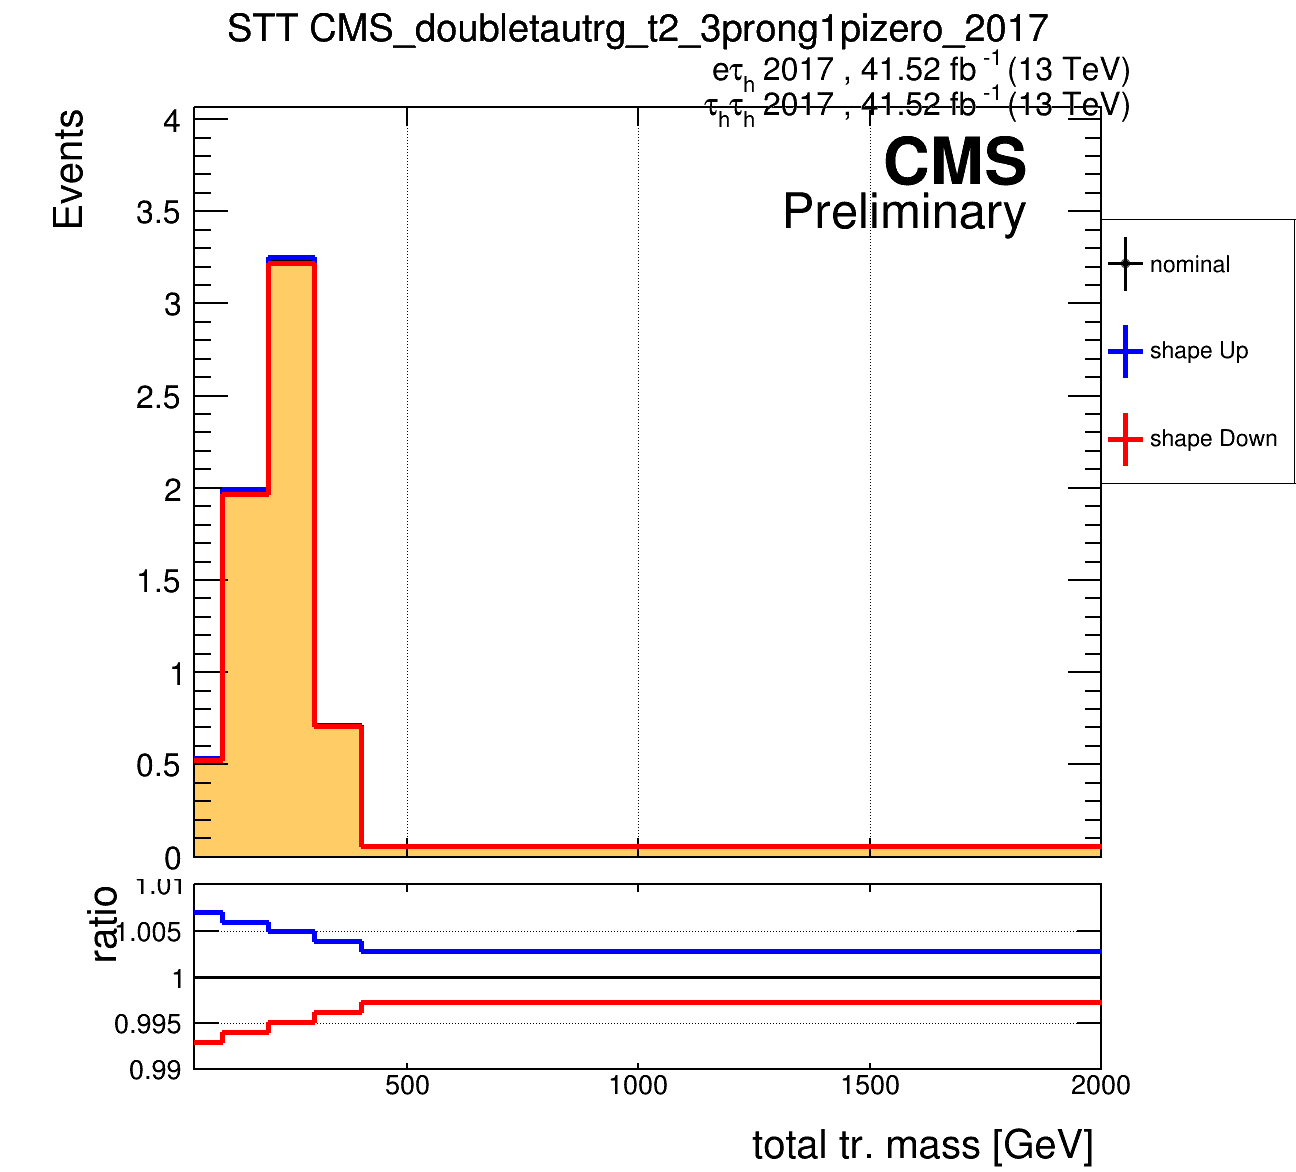 STT CMS_doubletautrg_t2_3prong1pizero_2017
eτh 2017 , 41.52 fb -1 (13 TeV)
τhτh 2017 , 41.52 fb -1 (13 TeV)
CMS
Preliminary
Events
4
3.5
3
2.5
2
1.5
1
0.5
0
nominal
shape Up
shape Down
ratio
1.01
1.005
1
0.995
0.99
500 1000 1500 2000
total tr. mass [GeV]